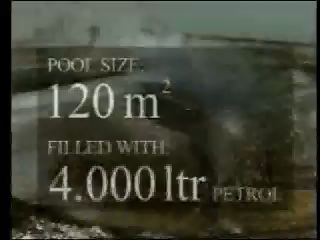 POOL SIZE:
120 m²
FILLED WITH:
4.000 ltr PETROL